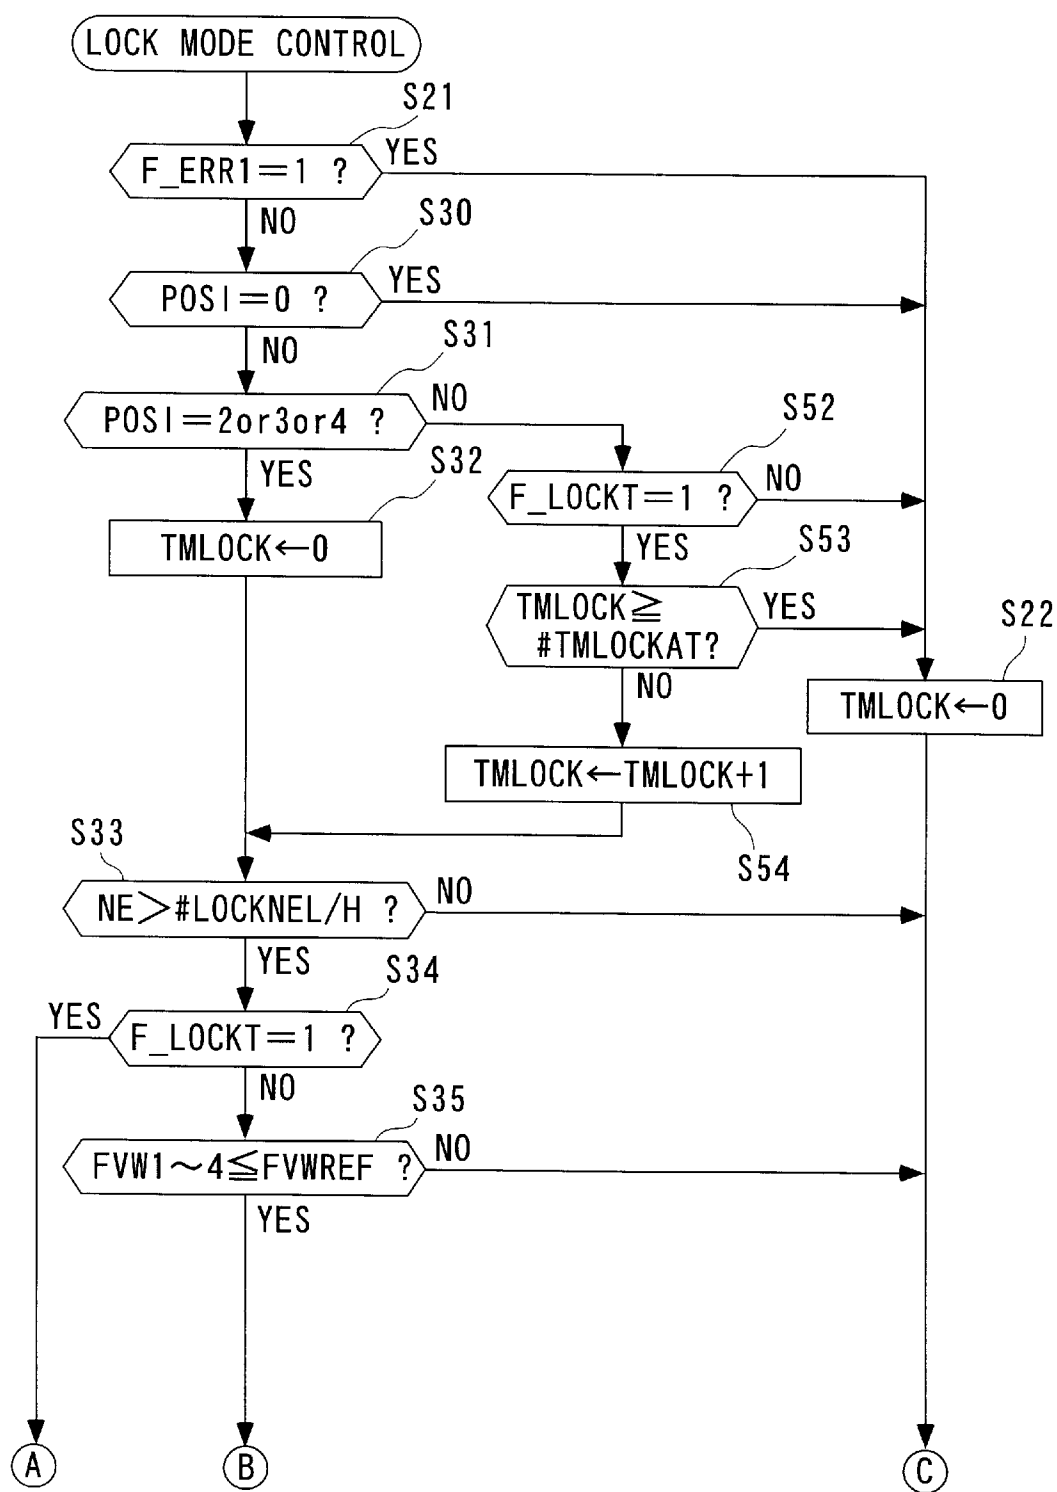 LOCK MODE CONTROL
S21
F_ERR1=1 ?
YES
NO
S30
POSI=0 ?
YES
NO
S31
POSI=2or3or4 ?
NO
YES
S32
TMLOCK←0
S52
F_LOCKT=1 ?
NO
YES
S53
TMLOCK≧
#TMLOCKAT?
YES
NO
S22
TMLOCK←0
TMLOCK←TMLOCK+1
S54
S33
NE>#LOCKNEL/H ?
NO
YES
S34
YES
F_LOCKT=1 ?
NO
S35
FVW1~4≦FVWREF ?
NO
YES
A
B
C